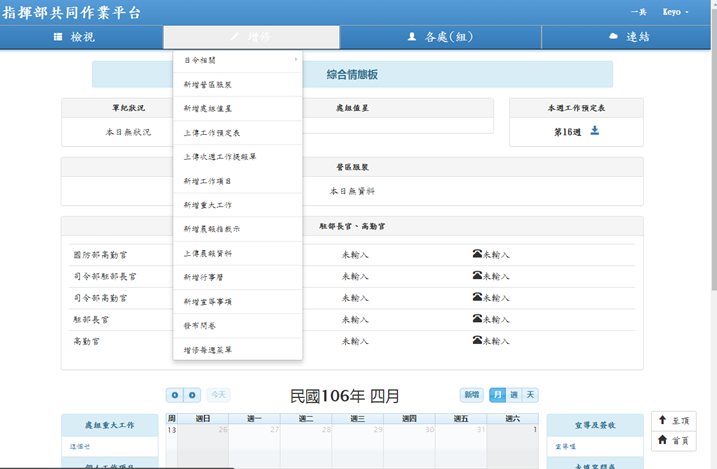 指揮部共同作業平台
一兵 Keyo
檢視 增修 各處(組) 連結
日令相關
新增營區服裝
新增處組值星
上傳工作預定表
上傳次週工作提報單
新增工作項目
新增重大工作
新增晨報指裁示
上傳晨報資料
新增行事曆
新增宣導事項
發布問卷
增修每週菜單
綜合情態板
軍紀狀況 處組值星 本週工作預定表
本日無狀況 第16週
營區服裝
本日無資料
駐部長官、高勤官
國防部高勤官 未輸入 未輸入
司令部駐部長官 未輸入 未輸入
司令部高勤官 未輸入 未輸入
駐部長官 未輸入 未輸入
高勤官 未輸入 未輸入
今天 民國106年 四月 新增 月 週 天
處組重大工作
周 週日 週一 週二 週三 週四 週五 週六
13 26 27 28 29 30 31 1
宣導及簽收
至頂
首頁
個人工作項目